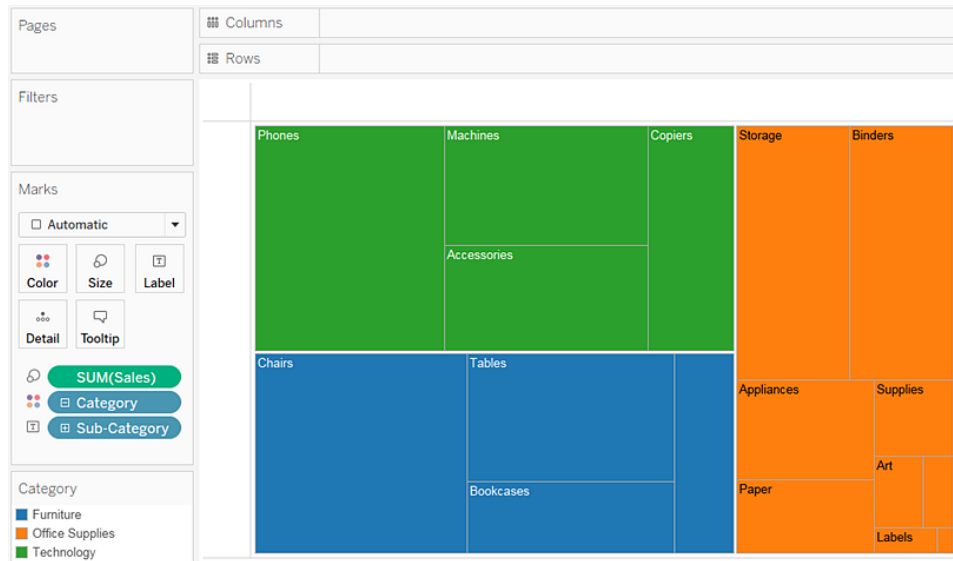 Pages
Columns
Rows
Filters
Marks
Automatic
Color
Size
Label
Detail
Tooltip
SUM(Sales)
Category
Sub-Category
Category
Furniture
Office Supplies
Technology
Phones
Machines
Copiers
Accessories
Chairs
Tables
Bookcases
Storage
Binders
Appliances
Supplies
Art
Paper
Labels